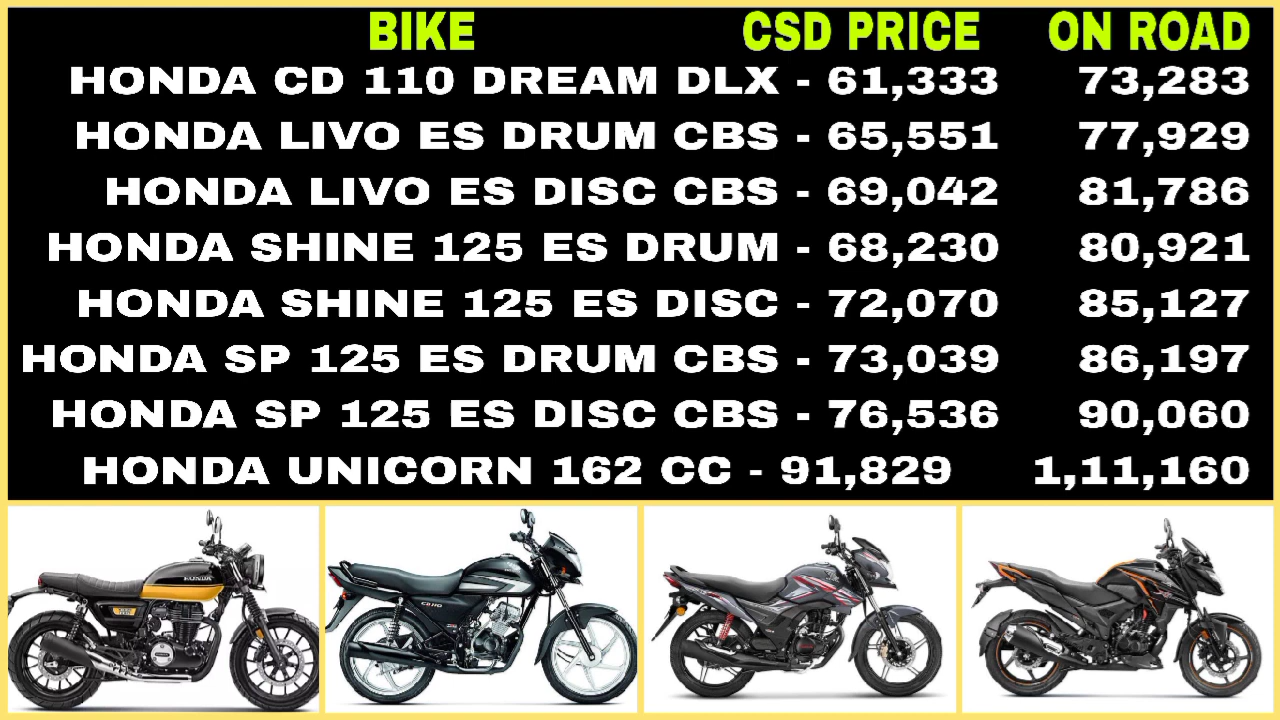 BIKE CSD PRICE ON ROAD
HONDA CD 110 DREAM DLX - 61,333 73,283
HONDA LIVO ES DRUM CBS - 65,551 77,929
HONDA LIVO ES DISC CBS - 69,042 81,786
HONDA SHINE 125 ES DRUM - 68,230 80,921
HONDA SHINE 125 ES DISC - 72,070 85,127
HONDA SP 125 ES DRUM CBS - 73,039 86,197
HONDA SP 125 ES DISC CBS - 76,536 90,060
HONDA UNICORN 162 CC - 91,829 1,11,160
HONDA
CD 110